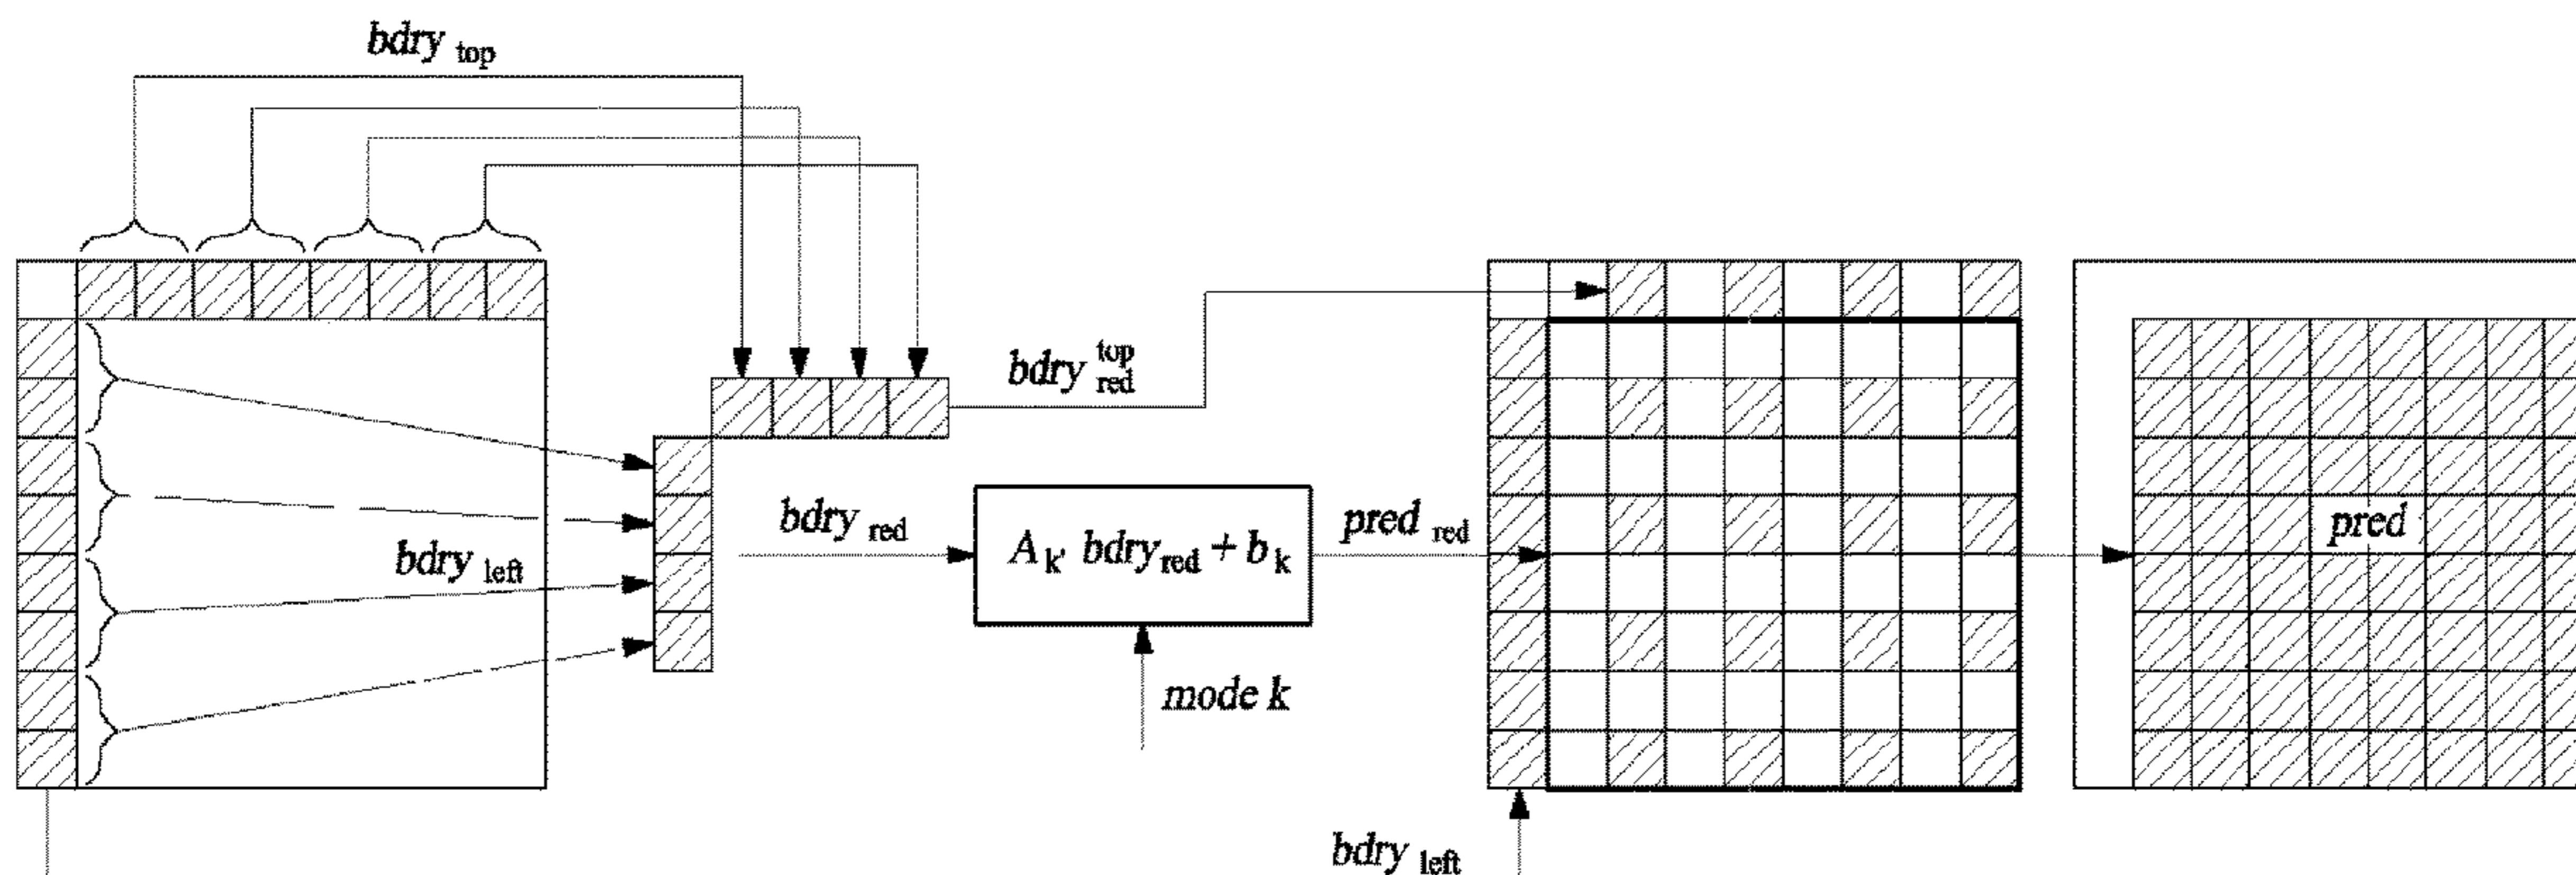 bdry top
bdry top red
bdry red
A k' bdry red + b k
pred red
pred
bdry left
mode k
bdry left